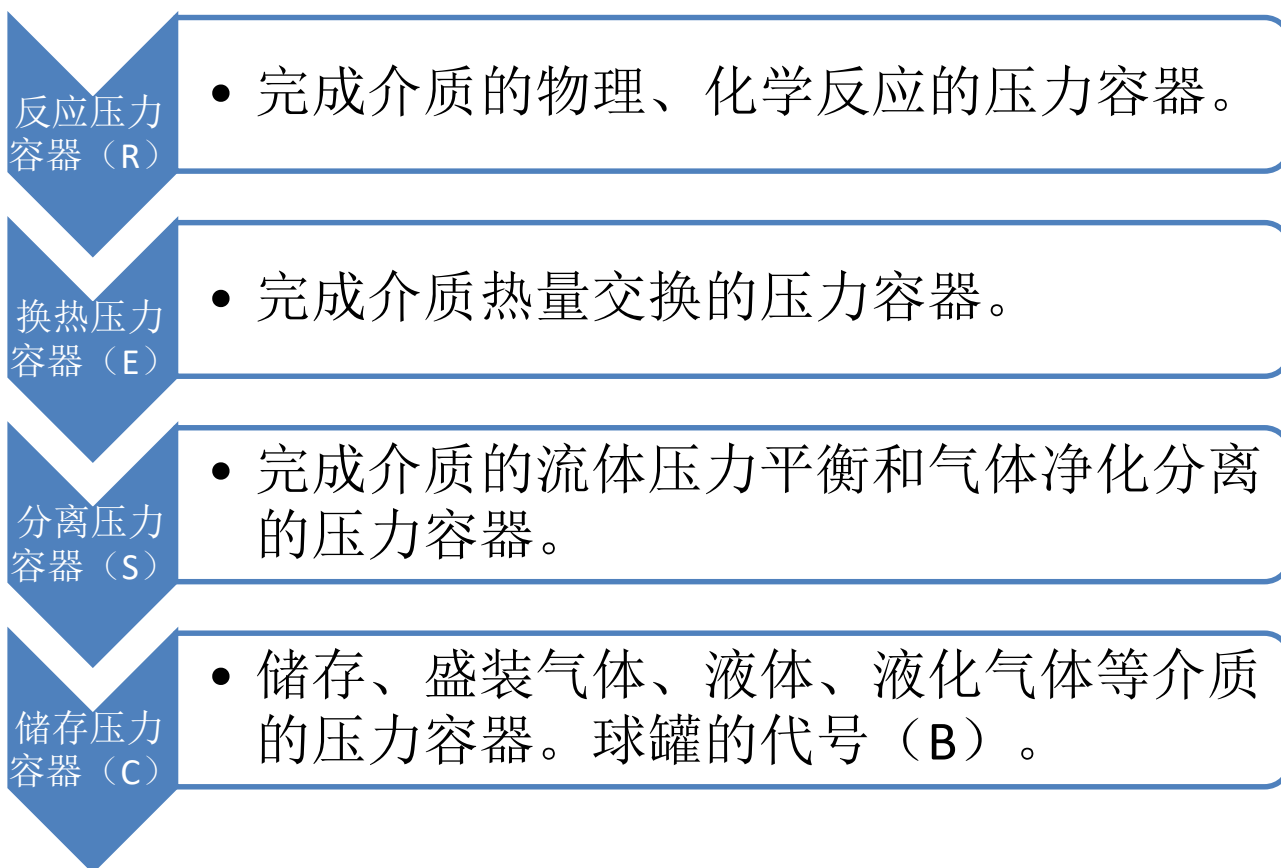 反应压力
容器（R）
• 完成介质的物理、化学反应的压力容器。
换热压力
容器（E）
• 完成介质热量交换的压力容器。
分离压力
容器（S）
• 完成介质的流体压力平衡和气体净化分离
的压力容器。
储存压力
容器（C）
• 储存、盛装气体、液体、液化气体等介质
的压力容器。球罐的代号（B）。